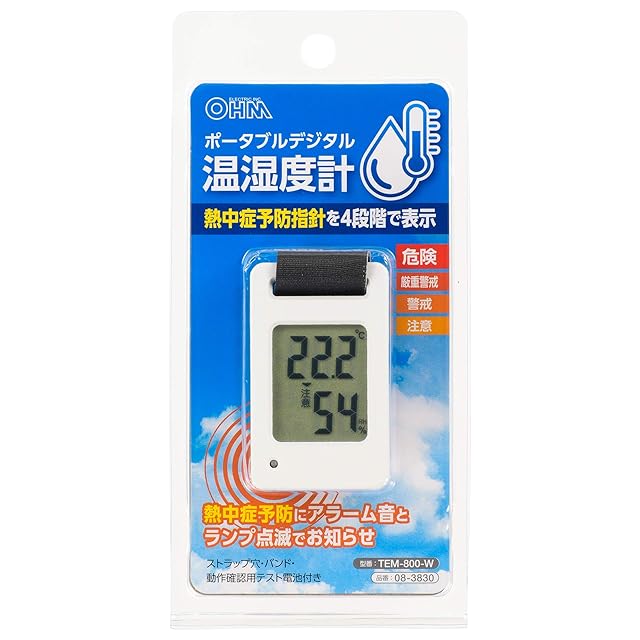 ELECTRIC INC.
OHM
ポータブルデジタル
温湿度計
熱中症予防指針を4段階で表示
危険
厳重警戒
警戒
注意
22.2 ℃
注意
54 RH%
熱中症予防にアラーム音と
ランプ点滅でお知らせ
ストラップ穴・バンド・
動作確認用テスト電池付き
型番: TEM-800-W
品番: 08-3830